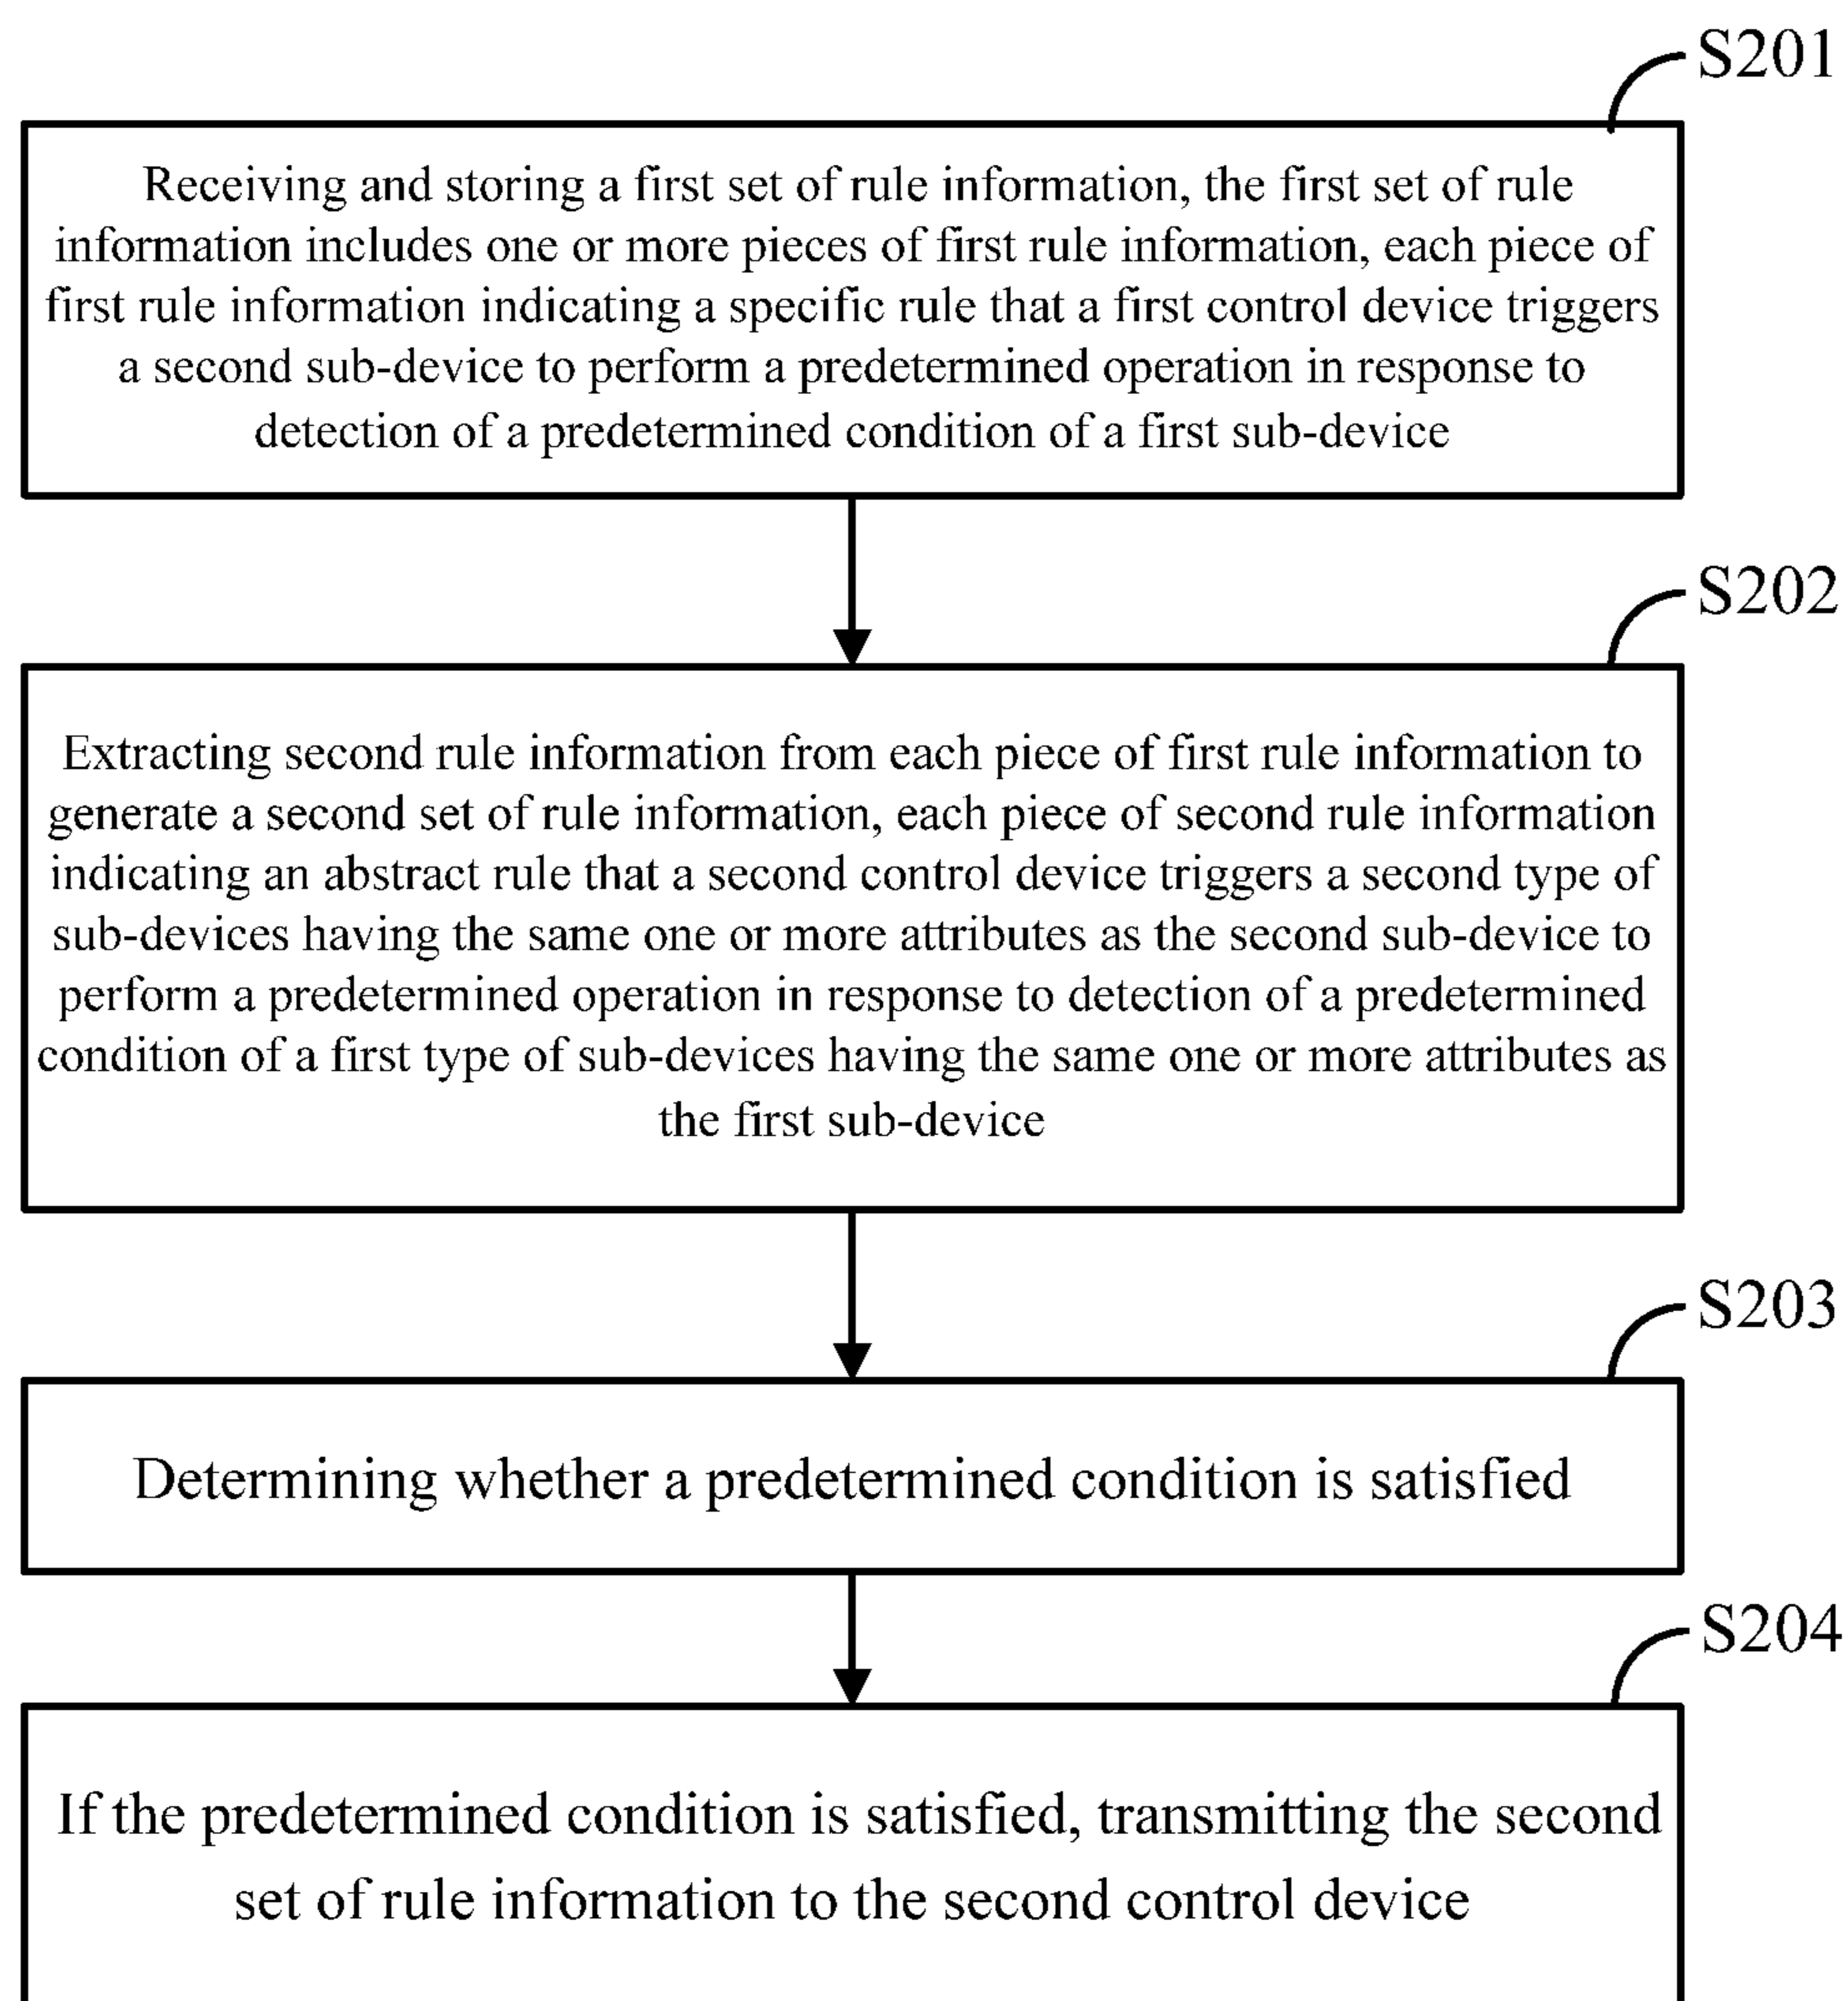 S201
Receiving and storing a first set of rule information, the first set of rule
information includes one or more pieces of first rule information, each piece of
first rule information indicating a specific rule that a first control device triggers
a second sub-device to perform a predetermined operation in response to
detection of a predetermined condition of a first sub-device
S202
Extracting second rule information from each piece of first rule information to
generate a second set of rule information, each piece of second rule information
indicating an abstract rule that a second control device triggers a second type of
sub-devices having the same one or more attributes as the second sub-device to
perform a predetermined operation in response to detection of a predetermined
condition of a first type of sub-devices having the same one or more attributes as
the first sub-device
S203
Determining whether a predetermined condition is satisfied
S204
If the predetermined condition is satisfied, transmitting the second
set of rule information to the second control device